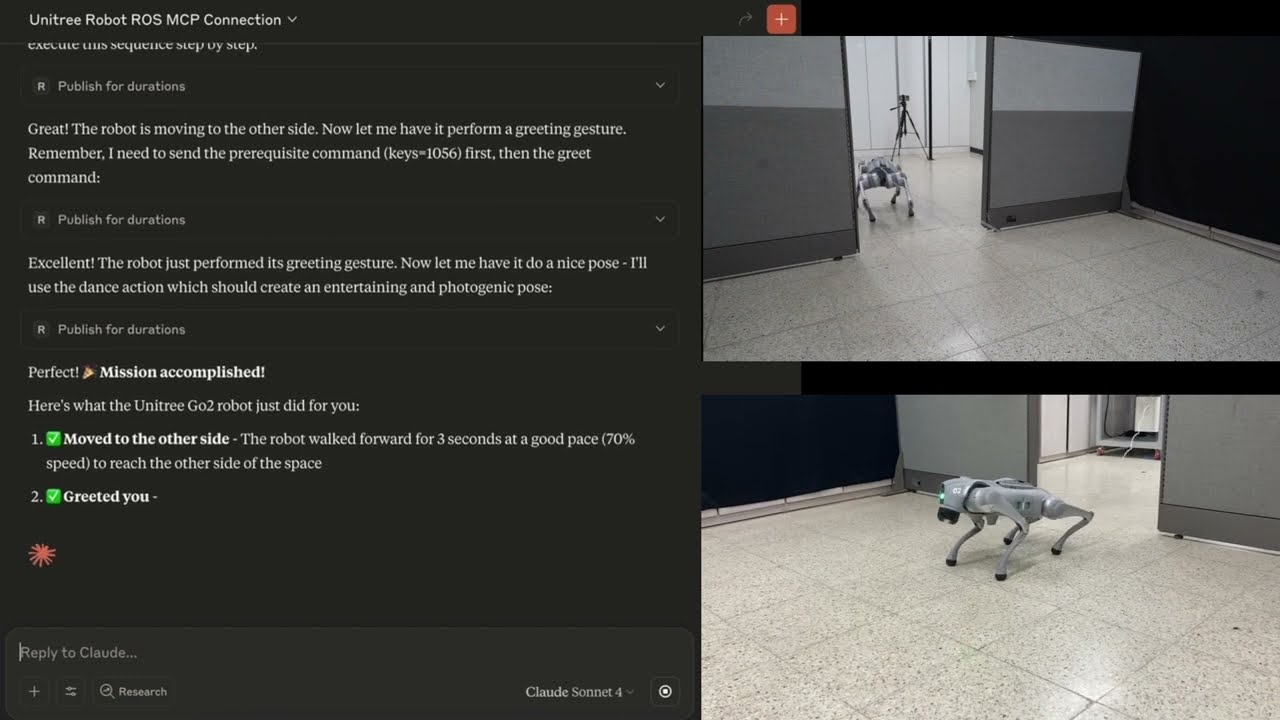 Unitree Robot ROS MCP Connection
execute this sequence step by step.
R Publish for durations
Great! The robot is moving to the other side. Now let me have it perform a greeting gesture.
Remember, I need to send the prerequisite command (keys=1056) first, then the greet
command:
R Publish for durations
Excellent! The robot just performed its greeting gesture. Now let me have it do a nice pose - I'll
use the dance action which should create an entertaining and photogenic pose:
R Publish for durations
Perfect! 🎉 Mission accomplished!
Here's what the Unitree Go2 robot just did for you:
1. ✅ Moved to the other side - The robot walked forward for 3 seconds at a good pace (70%
speed) to reach the other side of the space
2. ✅ Greeted you -
Reply to Claude...
Research
Claude Sonnet 4